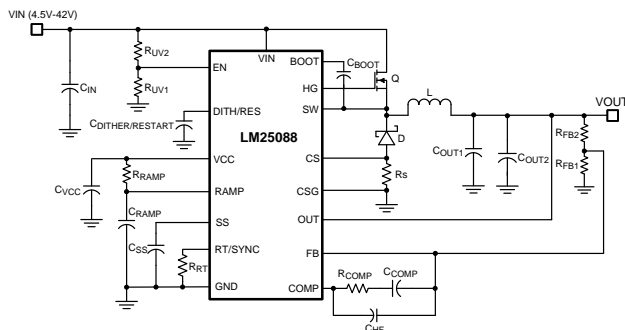 VIN (4.5V-42V)
CIN
RUV2
RUV1
EN
VIN
BOOT
CBOOT
HG
Q
SW
L
VOUT
DITH/RES
CDITHER/RESTART
LM25088
D
COUT1
COUT2
RFB2
RFB1
VCC
CVCC
RRAMP
RAMP
CS
Rs
CSG
CRAMP
SS
CSS
OUT
RT/SYNC
RRT
FB
GND
COMP
RCOMP
CCOMP
CHF